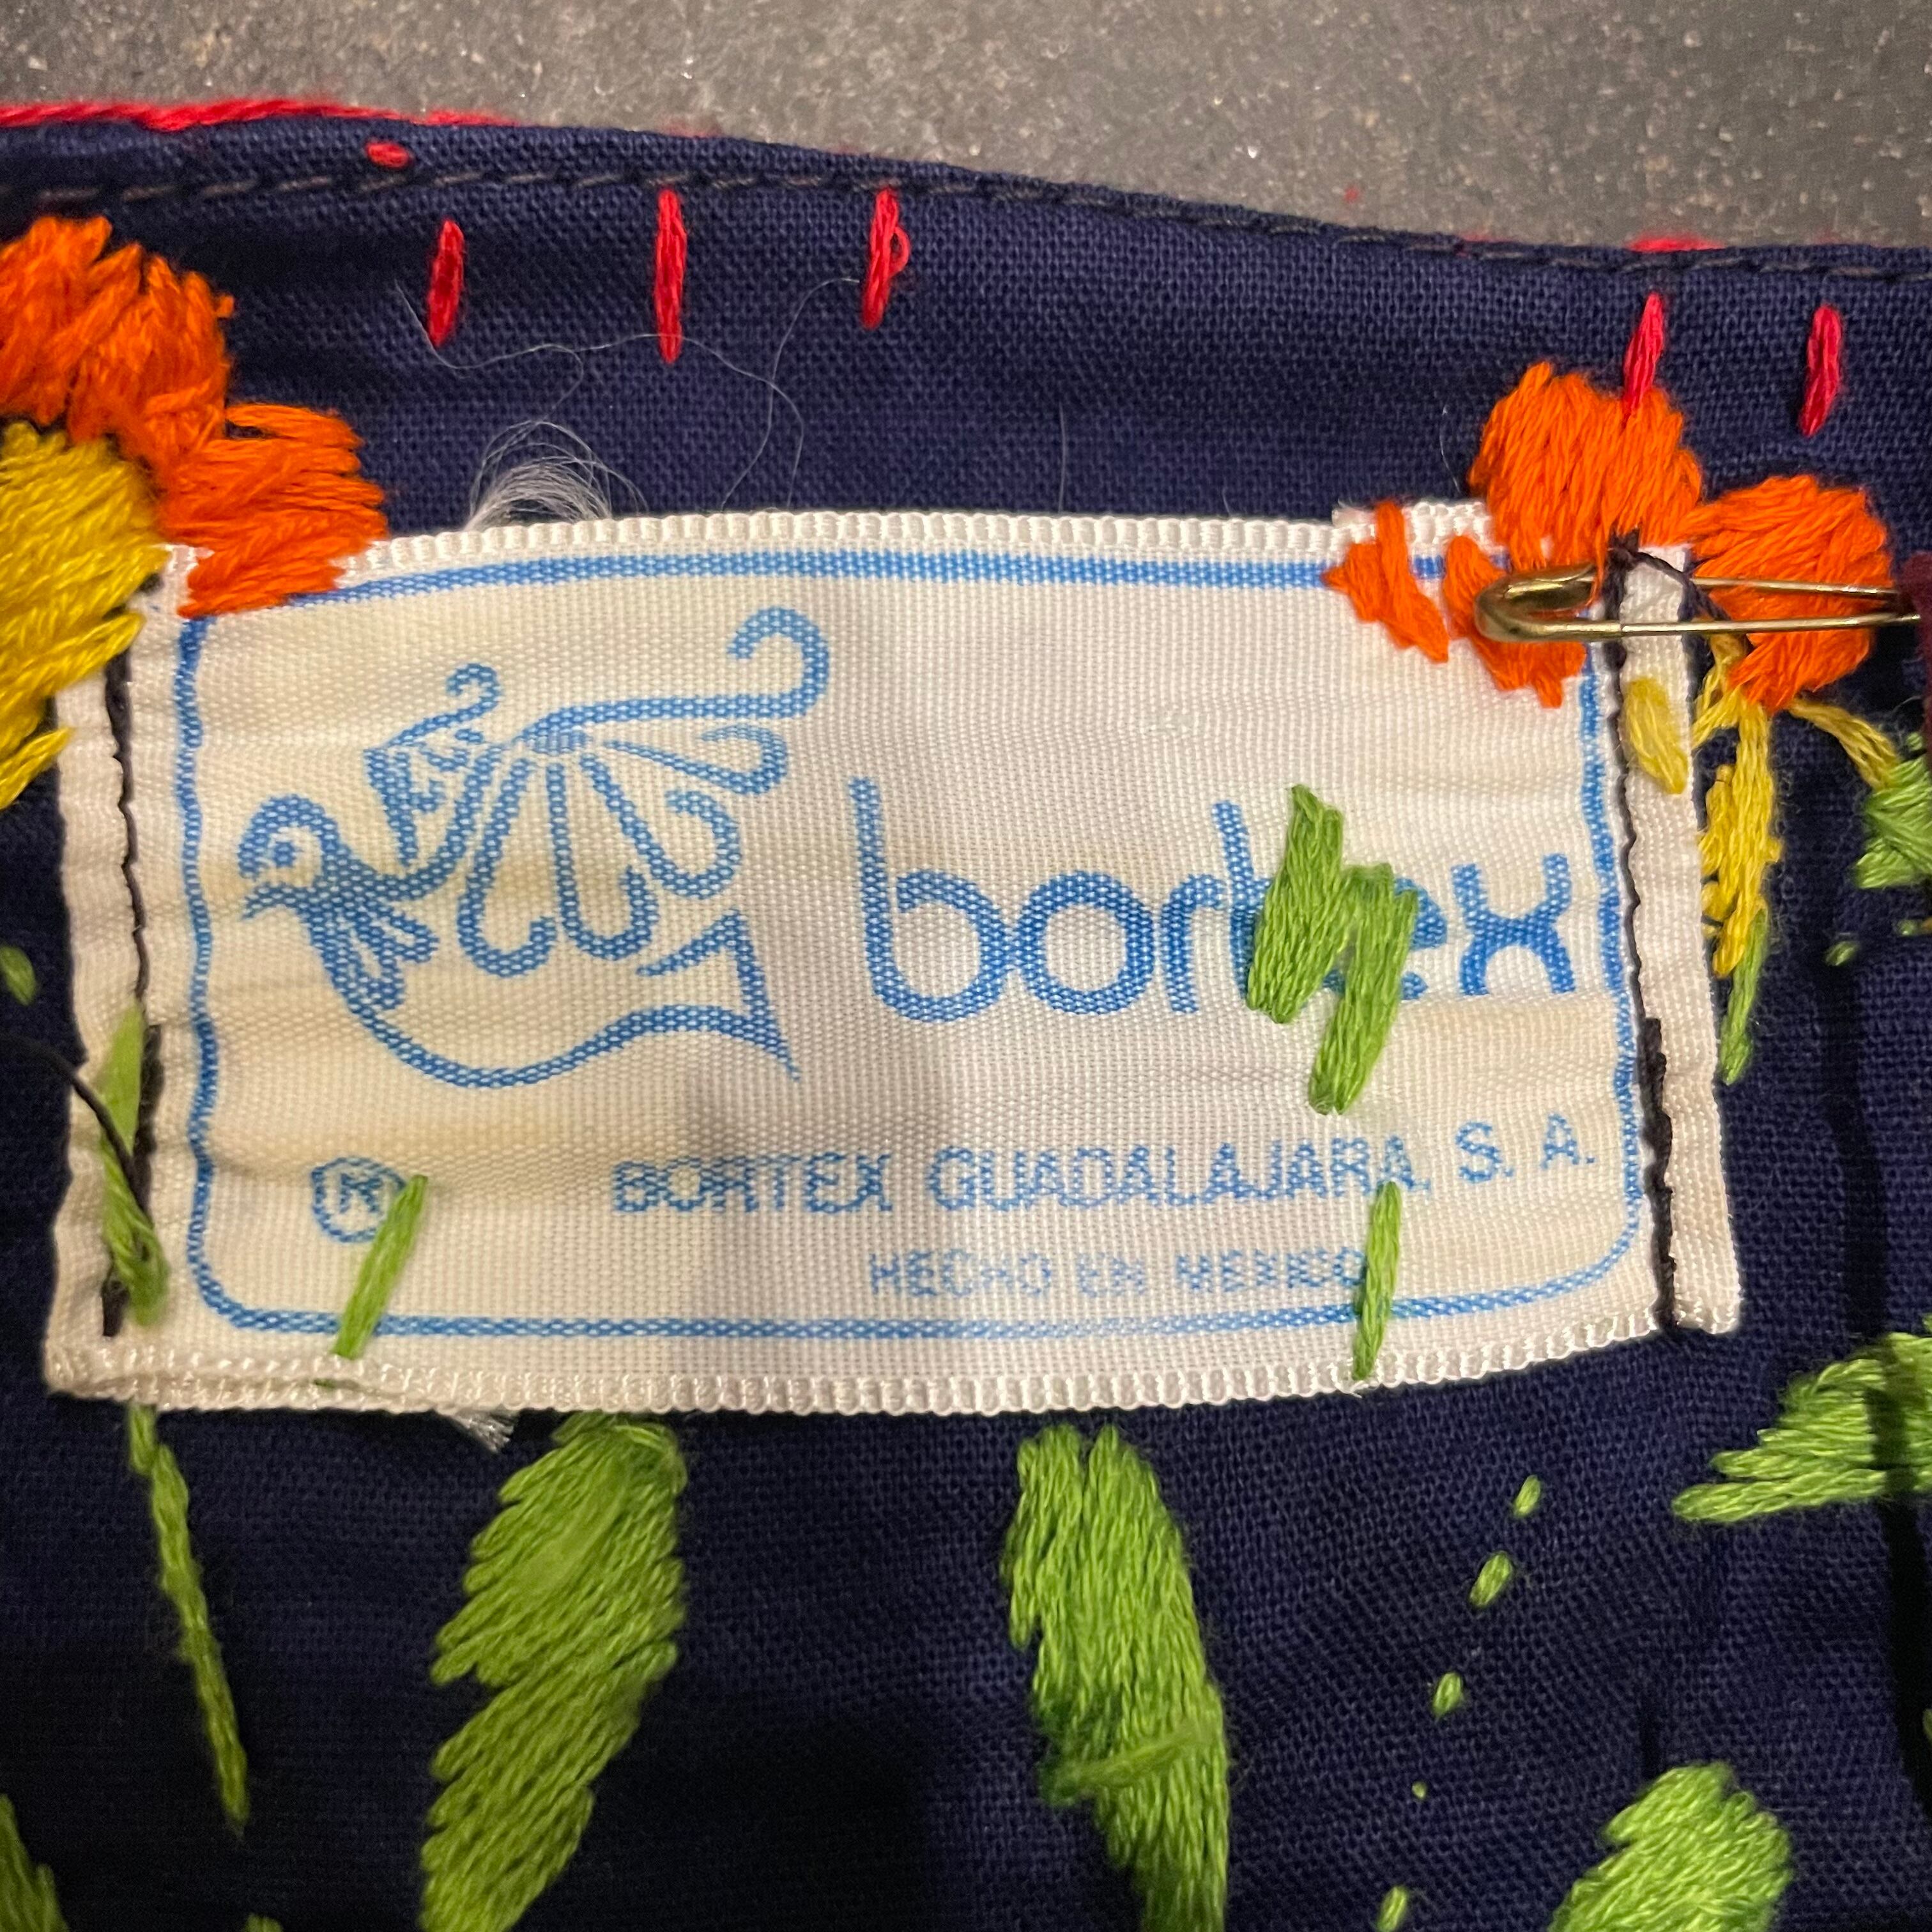 bortex
® BORTEX GUADALAJARA, S. A.
HECHO EN MEXICO